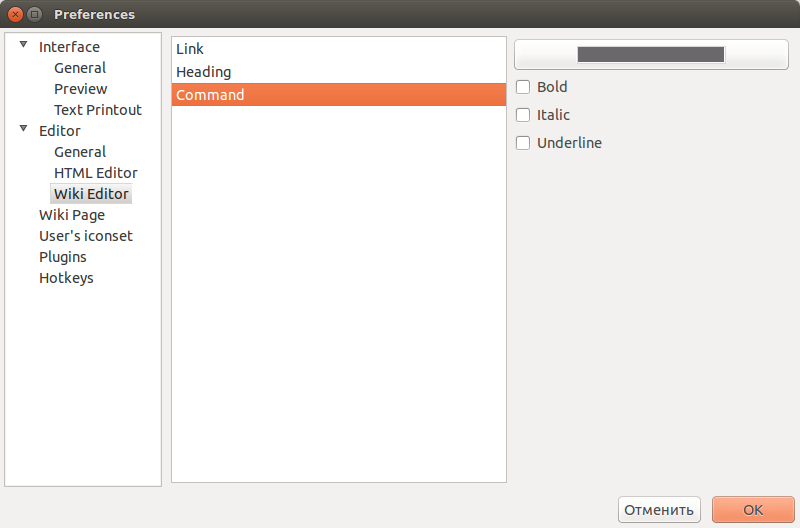 Preferences
Interface
General
Preview
Text Printout
Editor
General
HTML Editor
Wiki Editor
Wiki Page
User's iconset
Plugins
Hotkeys
Link
Heading
Command
Bold
Italic
Underline
Отменить
OK